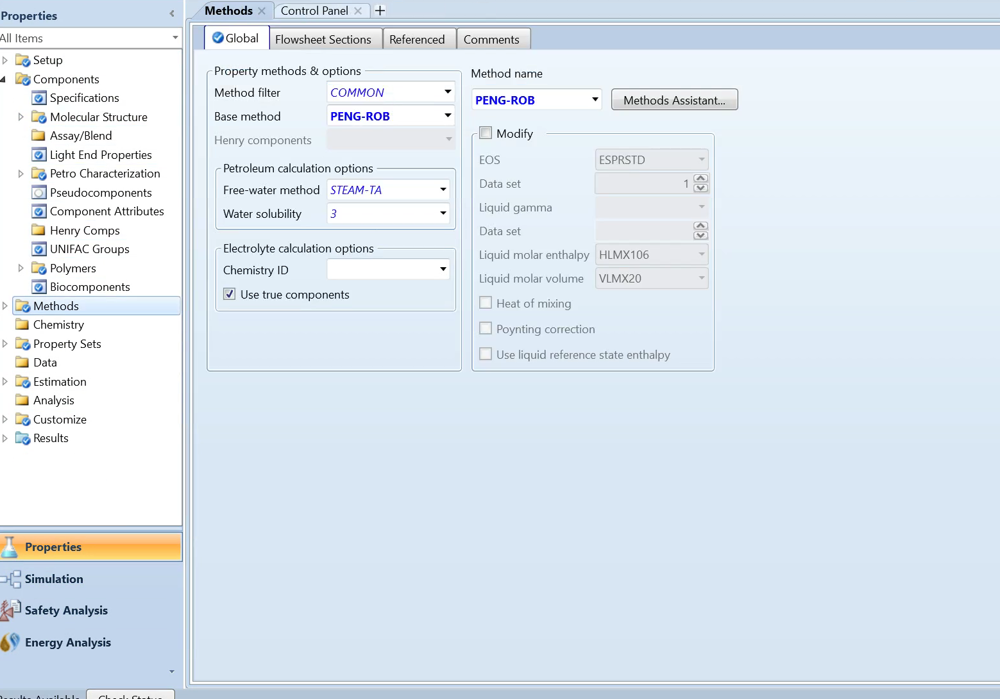 Properties
All Items
Setup
Components
Specifications
Molecular Structure
Assay/Blend
Light End Properties
Petro Characterization
Pseudocomponents
Component Attributes
Henry Comps
UNIFAC Groups
Polymers
Biocomponents
Methods
Chemistry
Property Sets
Data
Estimation
Analysis
Customize
Results
Properties
Simulation
Safety Analysis
Energy Analysis
Results Available Check Status
Methods Control Panel
Global Flowsheet Sections Referenced Comments
Property methods & options
Method filter COMMON
Base method PENG-ROB
Henry components
Petroleum calculation options
Free-water method STEAM-TA
Water solubility 3
Electrolyte calculation options
Chemistry ID
Use true components
Method name
PENG-ROB Methods Assistant...
Modify
EOS ESPRSTD
Data set 1
Liquid gamma
Data set
Liquid molar enthalpy HLMX106
Liquid molar volume VLMX20
Heat of mixing
Poynting correction
Use liquid reference state enthalpy